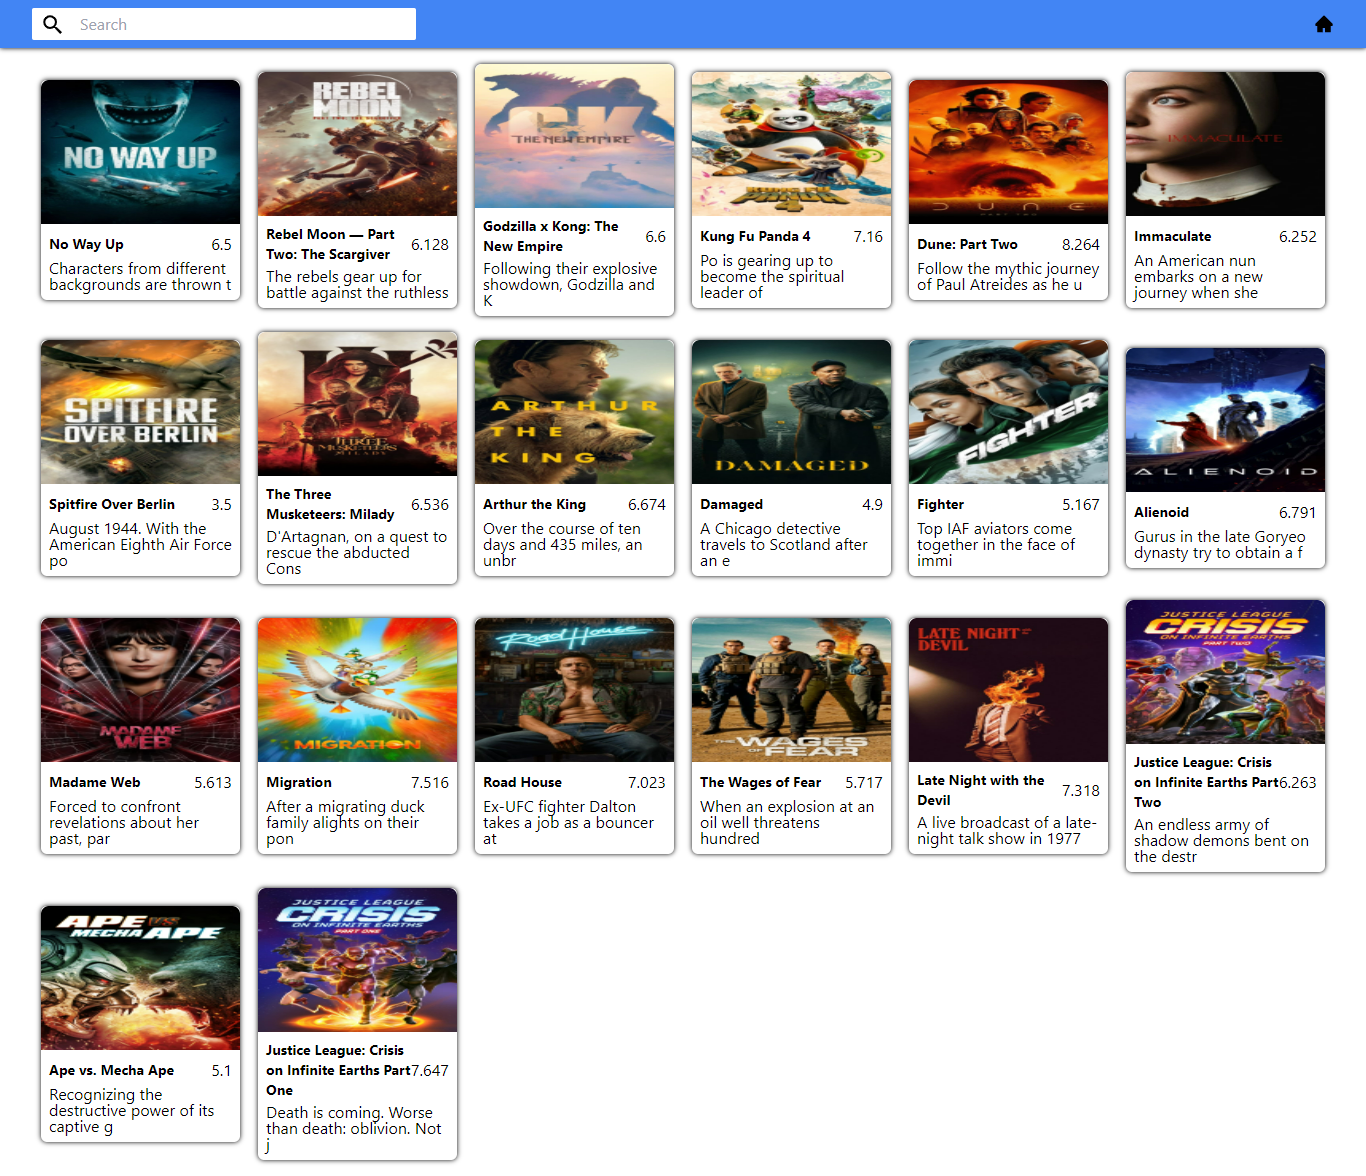 Search
NO WAY UP
No Way Up 6.5
Characters from different
backgrounds are thrown t
REBEL
MOON
PART TWO: THE SCARGIVER
Rebel Moon — Part
Two: The Scargiver 6.128
The rebels gear up for
battle against the ruthless
GK
THE NEW EMPIRE
Godzilla x Kong: The
New Empire 6.6
Following their explosive
showdown, Godzilla and
K
KUNG FU
PANDA
4
Kung Fu Panda 4 7.16
Po is gearing up to
become the spiritual
leader of
DUNE
PART TWO
Dune: Part Two 8.264
Follow the mythic journey
of Paul Atreides as he u
IMMACULATE
Immaculate 6.252
An American nun
embarks on a new
journey when she
SPITFIRE
OVER BERLIN
Spitfire Over Berlin 3.5
August 1944. With the
American Eighth Air Force
po
THREE
MUSKETEERS
MILADY
The Three
Musketeers: Milady 6.536
D'Artagnan, on a quest to
rescue the abducted
Cons
ARTHUR
THE
KING
Arthur the King 6.674
Over the course of ten
days and 435 miles, an
unbr
DAMAGED
Damaged 4.9
A Chicago detective
travels to Scotland after
an e
FIGHTER
Fighter 5.167
Top IAF aviators come
together in the face of
immi
ALIENOID
Alienoid 6.791
Gurus in the late Goryeo
dynasty try to obtain a f
MADAME
WEB
Madame Web 5.613
Forced to confront
revelations about her
past, par
MIGRATION
Migration 7.516
After a migrating duck
family alights on their
pon
Road House
Road House 7.023
Ex-UFC fighter Dalton
takes a job as a bouncer
at
THE WAGES
OF FEAR
The Wages of Fear 5.717
When an explosion at an
oil well threatens
hundred
LATE NIGHT WITH THE
DEVIL
Late Night with the
Devil 7.318
A live broadcast of a late-
night talk show in 1977
JUSTICE LEAGUE
CRISIS
ON INFINITE EARTHS
PART TWO
Justice League: Crisis
on Infinite Earths Part 6.263
Two
An endless army of
shadow demons bent on
the destr
APE VS.
MECHA APE
Ape vs. Mecha Ape 5.1
Recognizing the
destructive power of its
captive g
JUSTICE LEAGUE
CRISIS
ON INFINITE EARTHS
PART ONE
Justice League: Crisis
on Infinite Earths Part 7.647
One
Death is coming. Worse
than death: oblivion. Not
j